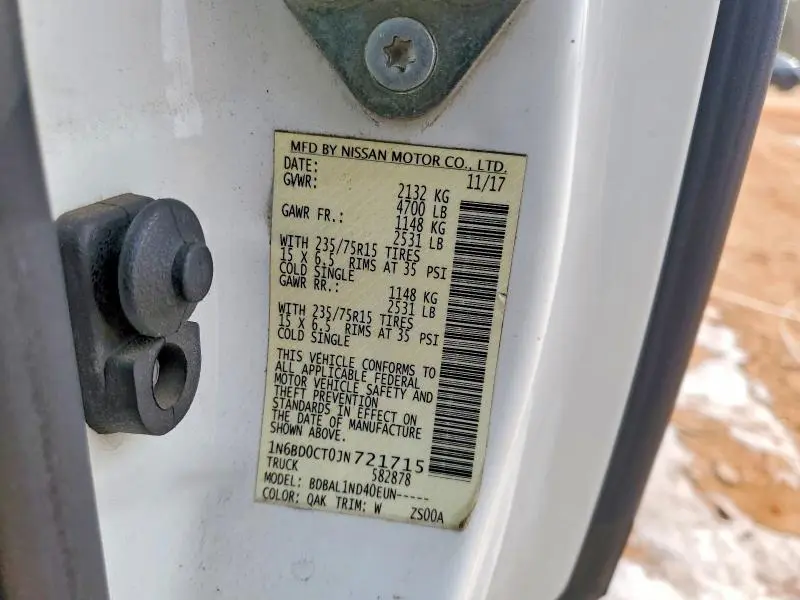 MFD BY NISSAN MOTOR CO., LTD.
DATE: 11/17
GVWR: 2132 KG
4700 LB
GAWR FR.: 1148 KG
2531 LB
WITH 235/75R15 TIRES
15 X 6.5 RIMS AT 35 PSI
COLD SINGLE
GAWR RR.: 1148 KG
2531 LB
WITH 235/75R15 TIRES
15 X 6.5 RIMS AT 35 PSI
COLD SINGLE
THIS VEHICLE CONFORMS TO
ALL APPLICABLE FEDERAL
MOTOR VEHICLE SAFETY AND
THEFT PREVENTION
STANDARDS IN EFFECT ON
THE DATE OF MANUFACTURE
SHOWN ABOVE.
1N6BD0CT0JN721715
TRUCK 582878
MODEL: BDBAL1ND40EUN-----
COLOR: QAK TRIM: W ZS00A